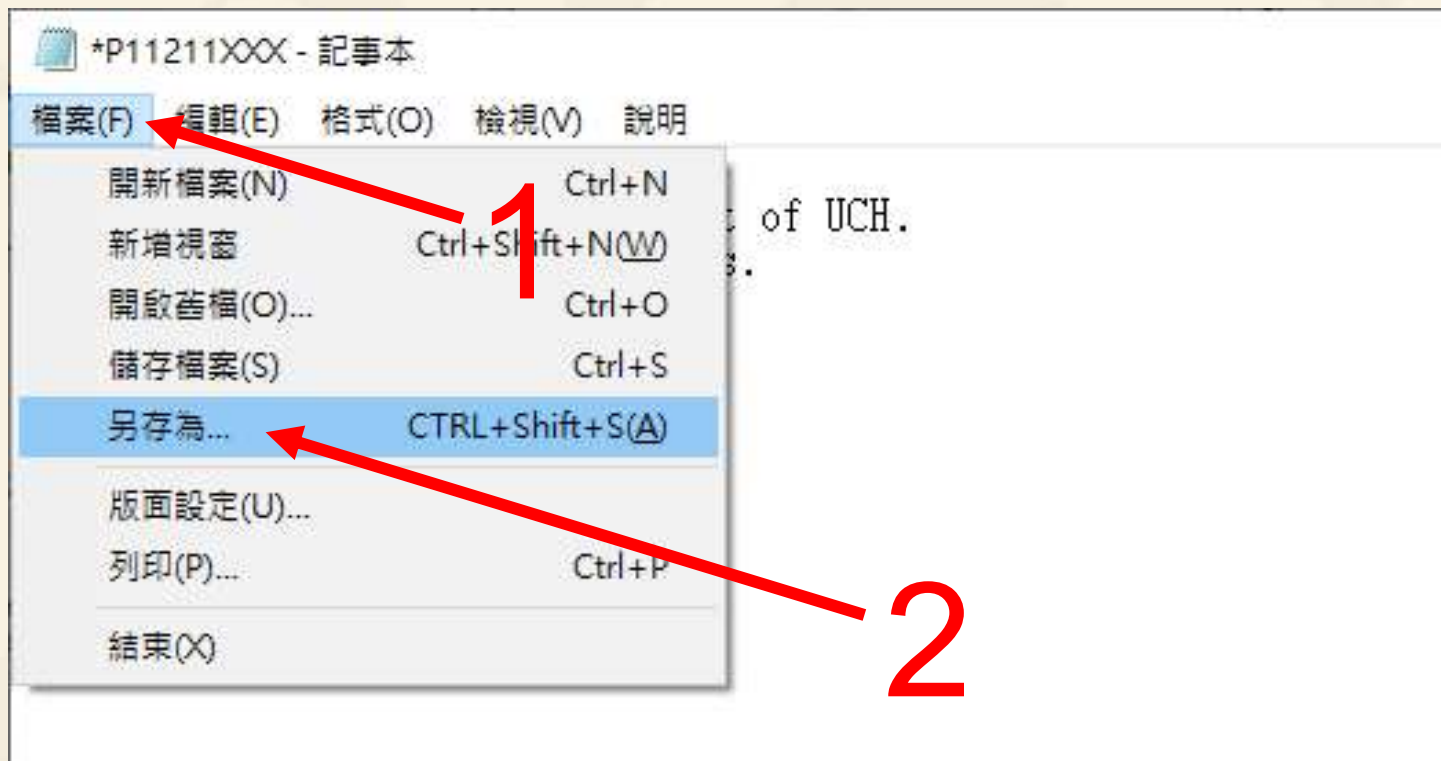 *P11211XXX - 記事本
檔案(F) 編輯(E) 格式(O) 檢視(V) 說明
開新檔案(N) Ctrl+N
新增視窗 Ctrl+Shift+N(W)
開啟舊檔(O)... Ctrl+O
儲存檔案(S) Ctrl+S
另存為... CTRL+Shift+S(A)
版面設定(U)...
列印(P)... Ctrl+P
結束(X)
of UCH.
1
2